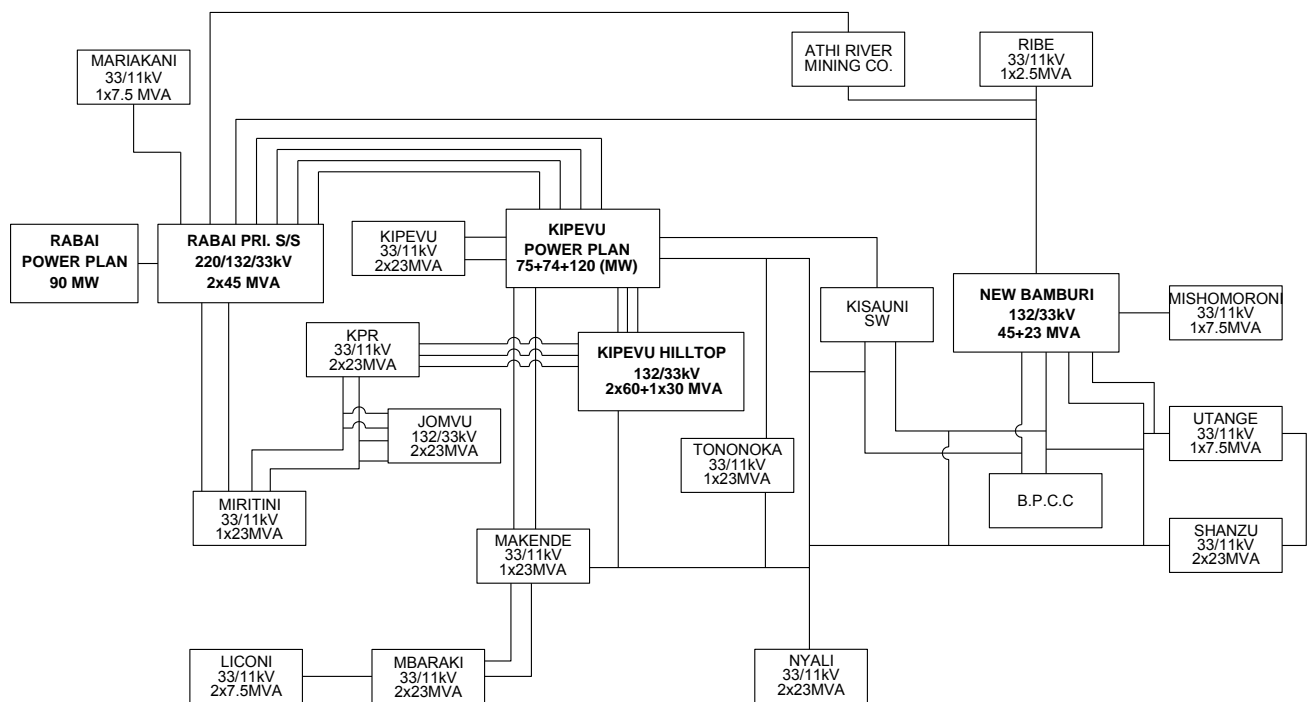 MARIAKANI
33/11kV
1x7.5 MVA
ATHI RIVER
MINING CO.
RIBE
33/11kV
1x2.5MVA
RABAI
POWER PLAN
90 MW
RABAI PRI. S/S
220/132/33kV
2x45 MVA
KIPEVU
33/11kV
2x23MVA
KIPEVU
POWER PLAN
75+74+120 (MW)
KISAUNI
SW
NEW BAMBURI
132/33kV
45+23 MVA
MISHOMORONI
33/11kV
1x7.5MVA
KPR
33/11kV
2x23MVA
KIPEVU HILLTOP
132/33kV
2x60+1x30 MVA
JOMVU
132/33kV
2x23MVA
TONONOKA
33/11kV
1x23MVA
UTANGE
33/11kV
1x7.5MVA
B.P.C.C
MIRITINI
33/11kV
1x23MVA
MAKENDE
33/11kV
1x23MVA
SHANZU
33/11kV
2x23MVA
LICONI
33/11kV
2x7.5MVA
MBARAKI
33/11kV
2x23MVA
NYALI
33/11kV
2x23MVA